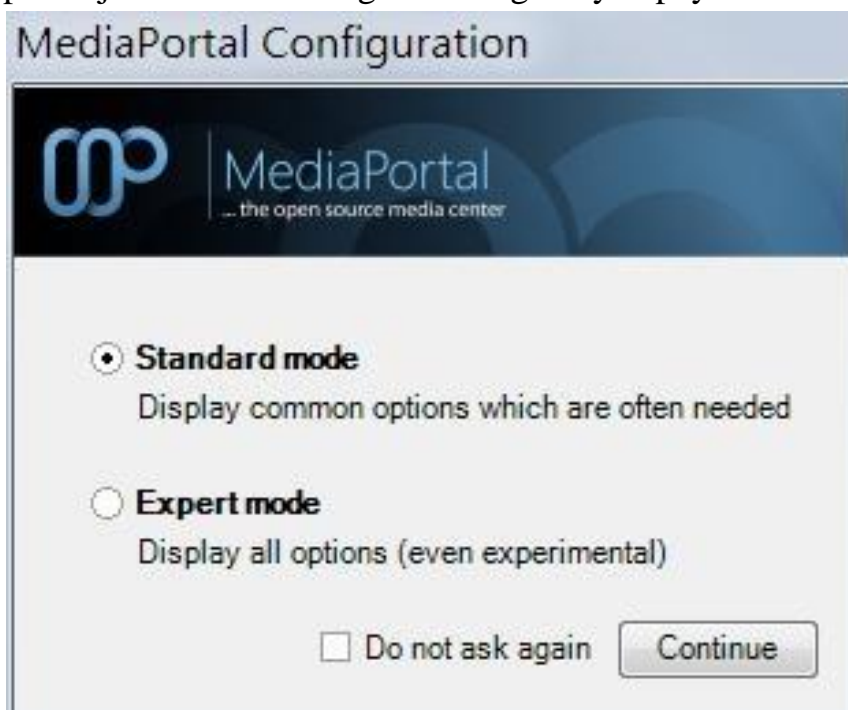 MediaPortal Configuration
MediaPortal
... the open source media center
Standard mode
Display common options which are often needed
Expert mode
Display all options (even experimental)
Do not ask again
Continue